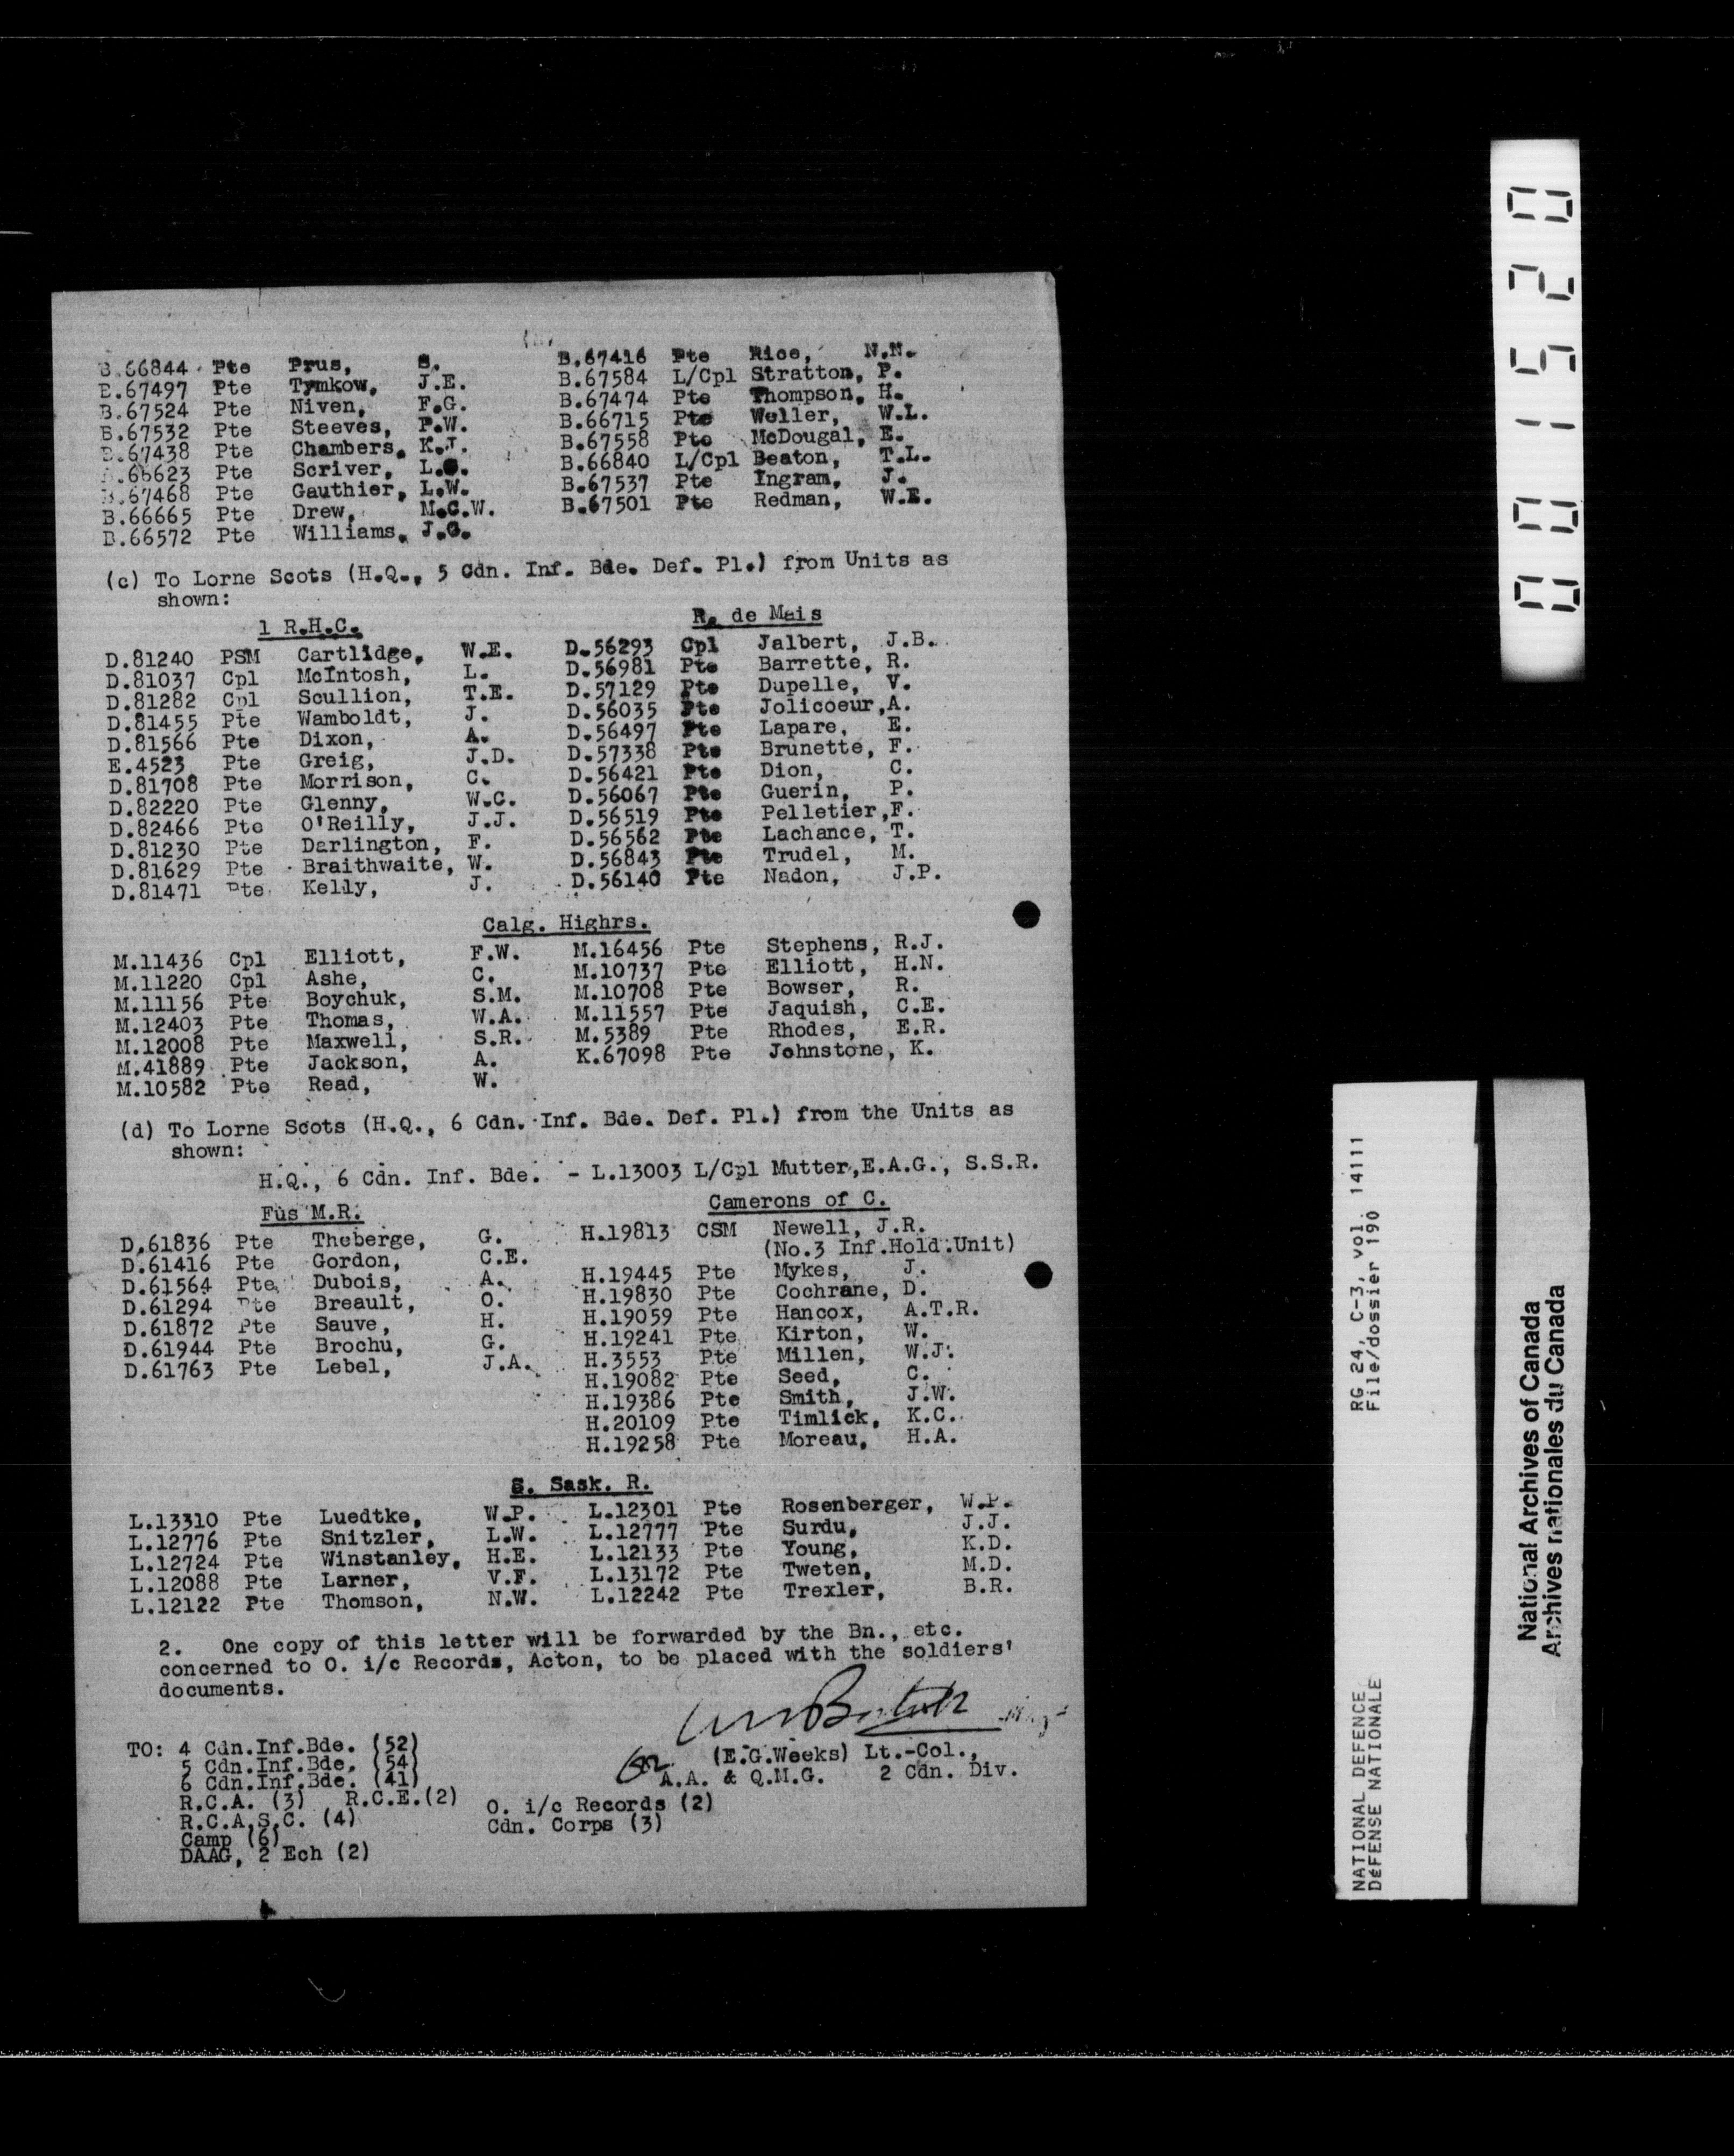 B.66844 Pte Prus, S. B.67416 Pte Rice, N.N.
B.67497 Pte Tymkow, J.E. B.67584 L/Cpl Stratton, P.
B.67524 Pte Niven, F.G. B.67474 Pte Thompson, H.
B.67532 Pte Steeves, P.W. B.66715 Pte Weller, W.L.
B.67438 Pte Chambers, K.J. B.67558 Pte McDougal, E.
66623 Pte Scriver, B.66840 L/Cpl Beaton, T.L.
B.67468 Pte Gauthier, L.W. B.67537 Pte Ingram, J.
B.66665 Pte Drew, M.C.W. B.67501 Pte Redman, W.E.
B.66572 Pte Williams, J.G.
(c) To Lorne Scots (H.Q., 5 Cdn. Inf. Bde. Def. Pl.) from Units as
shown:
1 R.H.C. R. de Mais
D.81240 PSM Cartlidge, W.E. D.56293 Cpl Jalbert, J.B.
D.81037 Cpl McIntosh, L. D.56981 Pte Barrette, R.
D.81282 Cpl Scullion, T.E. D.57129 Pte Dupelle, V.
D.81455 Pte Wamboldt, J. D.56035 Pte Jolicoeur,A.
D.81566 Pte Dixon, A. D.56497 Pte Lapare, E.
E.4523 Pte Greig, J.D. D.57338 Pte Brunette, F.
D.81708 Pte Morrison, C. D.56421 Pte Dion, C.
D.82220 Pte Glenny, W.C. D.56067 Pte Guerin, P.
D.82466 Pte O'Reilly, J.J. D.56519 Pte Pelletier,F.
D.81230 Pte Darlington, F. D.56562 Pte Lachance, T.
D.81629 Pte Braithwaite, W. D.56843 Pte Trudel, M.
D.81471 Pte Kelly, J. D.56140 Pte Nadon, J.P.
Calg. Highrs.
M.11436 Cpl Elliott, F.W. M.16456 Pte Stephens, R.J.
M.11220 Cpl Ashe, C. M.10737 Pte Elliott, H.N.
M.11156 Pte Boychuk, S.M. M.10708 Pte Bowser, R.
M.12403 Pte Thomas, W.A. M.11557 Pte Jaquish, C.E.
M.12008 Pte Maxwell, S.R. M.5389 Pte Rhodes, E.R.
M.41889 Pte Jackson, A. K.67098 Pte Johnstone, K.
M.10582 Pte Read, W.
(d) To Lorne Scots (H.Q., 6 Cdn. Inf. Bde. Def. Pl.) from the Units as
shown:
H.Q., 6 Cdn. Inf. Bde. - L.13003 L/Cpl Mutter,E.A.G., S.S.R.
Fus M.R. Camerons of C.
D.61836 Pte Theberge, G. H.19813 CSM Newell, J.R.
D.61416 Pte Gordon, C.E. (No.3 Inf.Hold.Unit)
D.61564 Pte Dubois, A. H.19445 Pte Mykes, J.
D.61294 Pte Breault, O. H.19830 Pte Cochrane, D.
D.61872 Pte Sauve, H. H.19059 Pte Hancox, A.T.R.
D.61944 Pte Brochu, G. H.19241 Pte Kirton, W.
D.61763 Pte Lebel, J.A. H.3553 Pte Millen, W.J.
H.19082 Pte Seed, C.
H.19386 Pte Smith, J.W.
H.20109 Pte Timlick, K.C.
H.19258 Pte Moreau, H.A.
S. Sask. R.
L.13310 Pte Luedtke, W.P. L.12301 Pte Rosenberger, W.P.
L.12776 Pte Snitzler, L.W. L.12777 Pte Surdu, J.J.
L.12724 Pte Winstanley, H.E. L.12133 Pte Young, K.D.
L.12088 Pte Larner, V.F. L.13172 Pte Tweten, M.D.
L.12122 Pte Thomson, N.W. L.12242 Pte Trexler, B.R.
2. One copy of this letter will be forwarded by the Bn., etc.
concerned to O. i/c Records, Acton, to be placed with the soldiers'
documents.
TO: 4 Cdn.Inf.Bde. (52) (E.G.Weeks) Lt.-Col.,
5 Cdn.Inf.Bde. (54) A.A. & Q.M.G. 2 Cdn. Div.
6 Cdn.Inf.Bde. (41)
R.C.A. (3) R.C.E.(2) O. i/c Records (2)
R.C.A.S.C. (4) Cdn. Corps (3)
Camp (6)
DAAG, 2 Ech (2)
001520
NATIONAL DEFENCE RG 24, C-3, vol. 14111
DéFENSE NATIONALE File/dossier 190
National Archives of Canada
Archives nationales du Canada